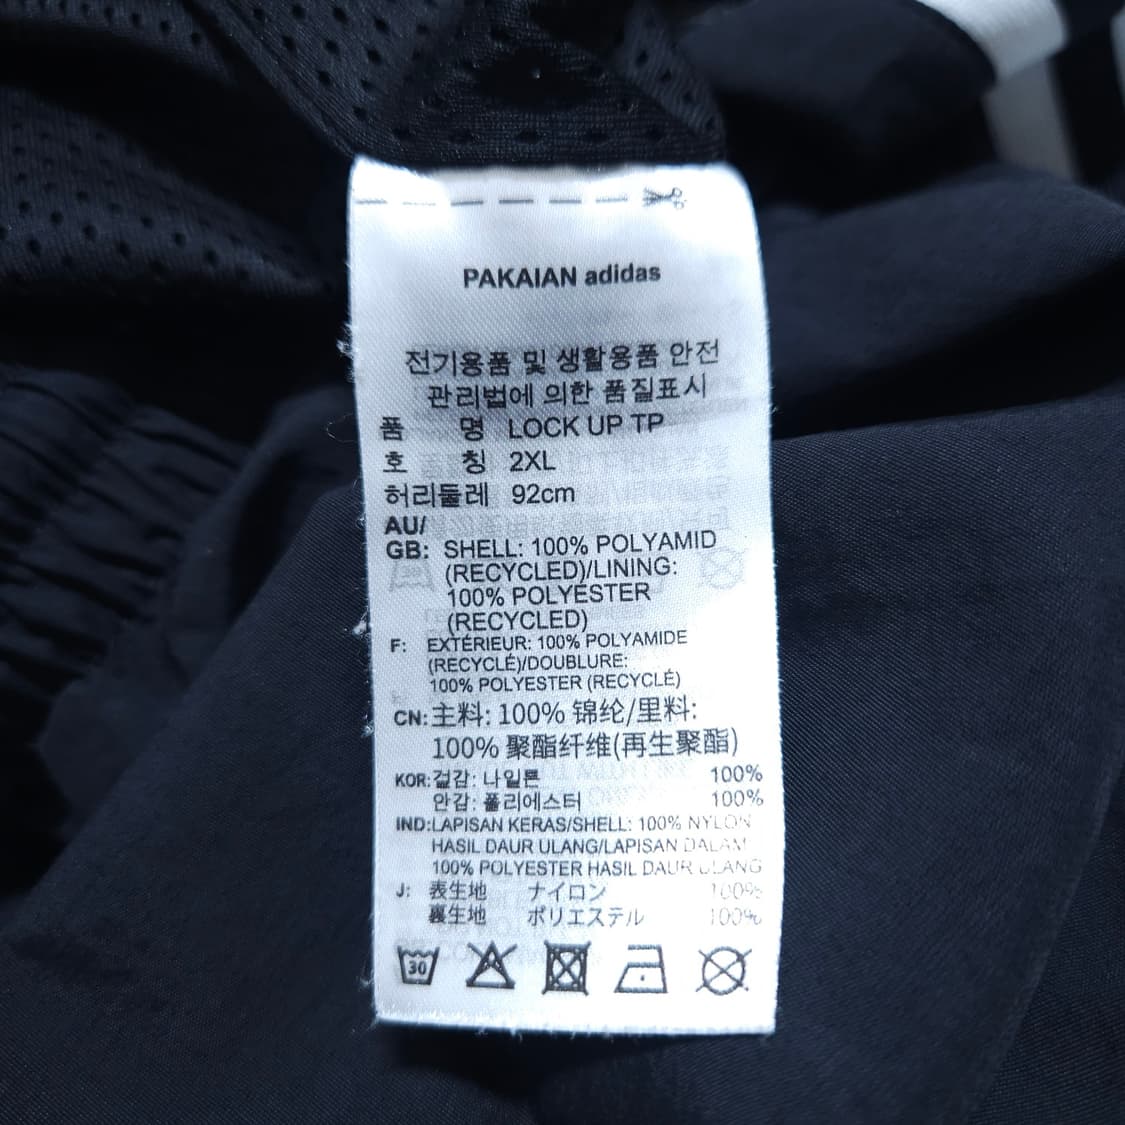 PAKAIAN adidas
전기용품 및 생활용품 안전
관리법에 의한 품질표시
품 명 LOCK UP TP
호 칭 2XL
허리둘레 92cm
AU/
GB: SHELL: 100% POLYAMID
(RECYCLED)/LINING:
100% POLYESTER
(RECYCLED)
F: EXTÉRIEUR: 100% POLYAMIDE
(RECYCLÉ)/DOUBLURE:
100% POLYESTER (RECYCLÉ)
CN: 主料: 100% 锦纶/里料:
100% 聚酯纤维(再生聚酯)
KOR: 겉감: 나일론 100%
안감: 폴리에스터 100%
IND: LAPISAN KERAS/SHELL: 100% NYLON
HASIL DAUR ULANG/LAPISAN DALAM
100% POLYESTER HASIL DAUR ULANG
J: 表生地 ナイロン 100%
裏生地 ポリエステル 100%
30